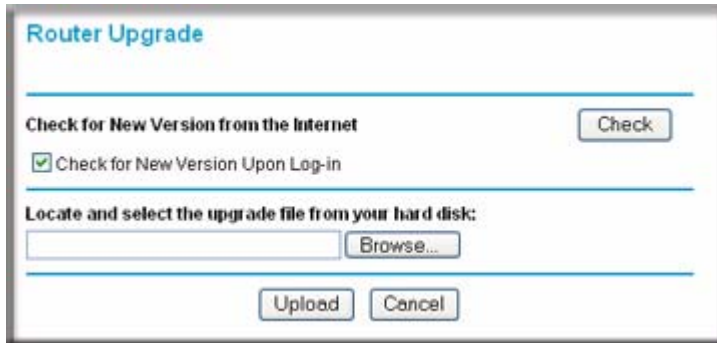 Router Upgrade
Check for New Version from the Internet
Check
Check for New Version Upon Log-in
Locate and select the upgrade file from your hard disk:
Browse...
Upload Cancel